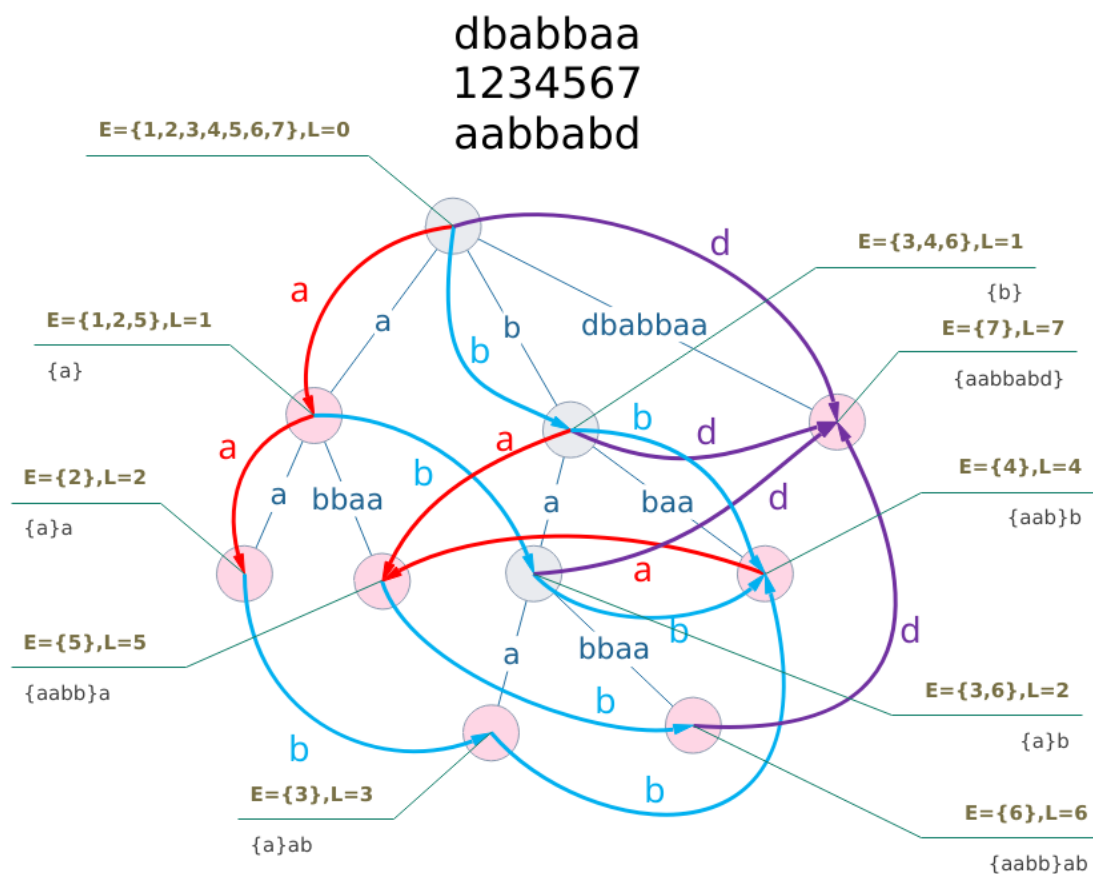 dbabbaa
1234567
aabbabd
E={1,2,3,4,5,6,7},L=0
d
E={3,4,6},L=1
{b}
a
E={1,2,5},L=1
{a}
a
b
b
dbabbaa
E={7},L=7
{aabbabd}
a
b
a
b
d
E={2},L=2
{a}a
a
bbaa
a
baa
d
E={4},L=4
{aab}b
a
b
d
E={5},L=5
{aabb}a
a
bbaa
E={3,6},L=2
{a}b
b
b
E={3},L=3
{a}ab
b
E={6},L=6
{aabb}ab